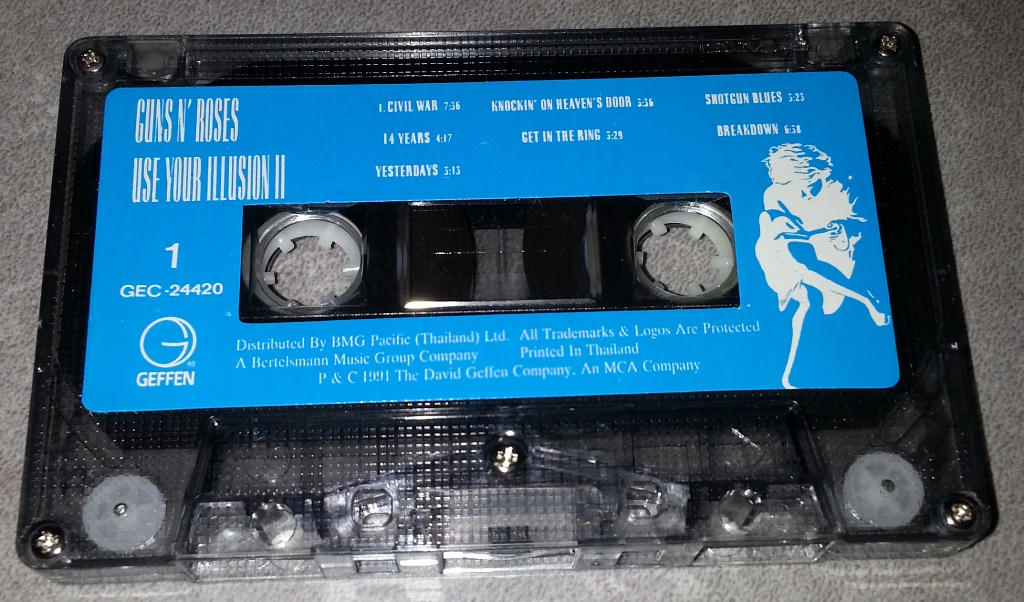 GUNS N' ROSES
USE YOUR ILLUSION II
1. CIVIL WAR 7:36
14 YEARS 4:17
YESTERDAYS 3:13
KNOCKIN' ON HEAVEN'S DOOR 5:36
GET IN THE RING 5:29
SHOTGUN BLUES 3:23
BREAKDOWN 6:58
1
GEC-24420
GEFFEN
Distributed By BMG Pacific (Thailand) Ltd. All Trademarks & Logos Are Protected
A Bertelsmann Music Group Company Printed In Thailand
P & C 1991 The David Geffen Company. An MCA Company